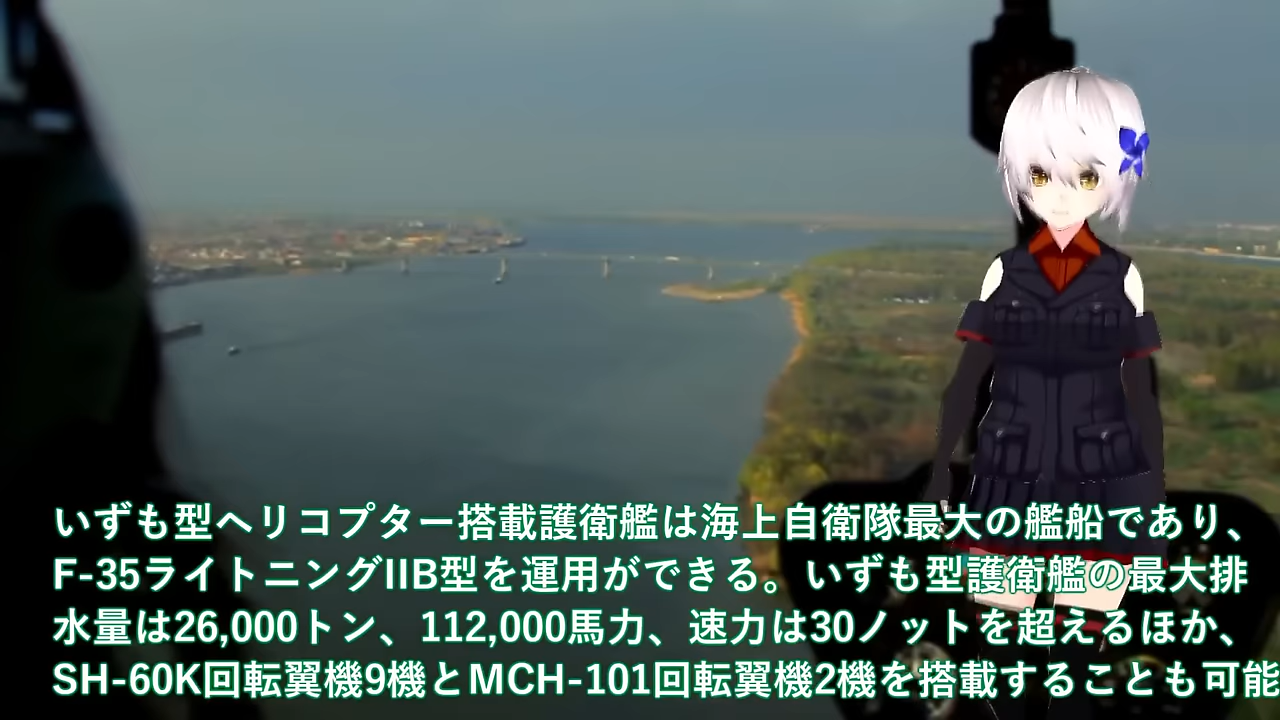 いずも型ヘリコプター搭載護衛艦は海上自衛隊最大の艦船であり、
F-35ライトニングIIB型を運用ができる。いずも型護衛艦の最大排
水量は26,000トン、112,000馬力、速力は30ノットを超えるほか、
SH-60K回転翼機9機とMCH-101回転翼機2機を搭載することも可能